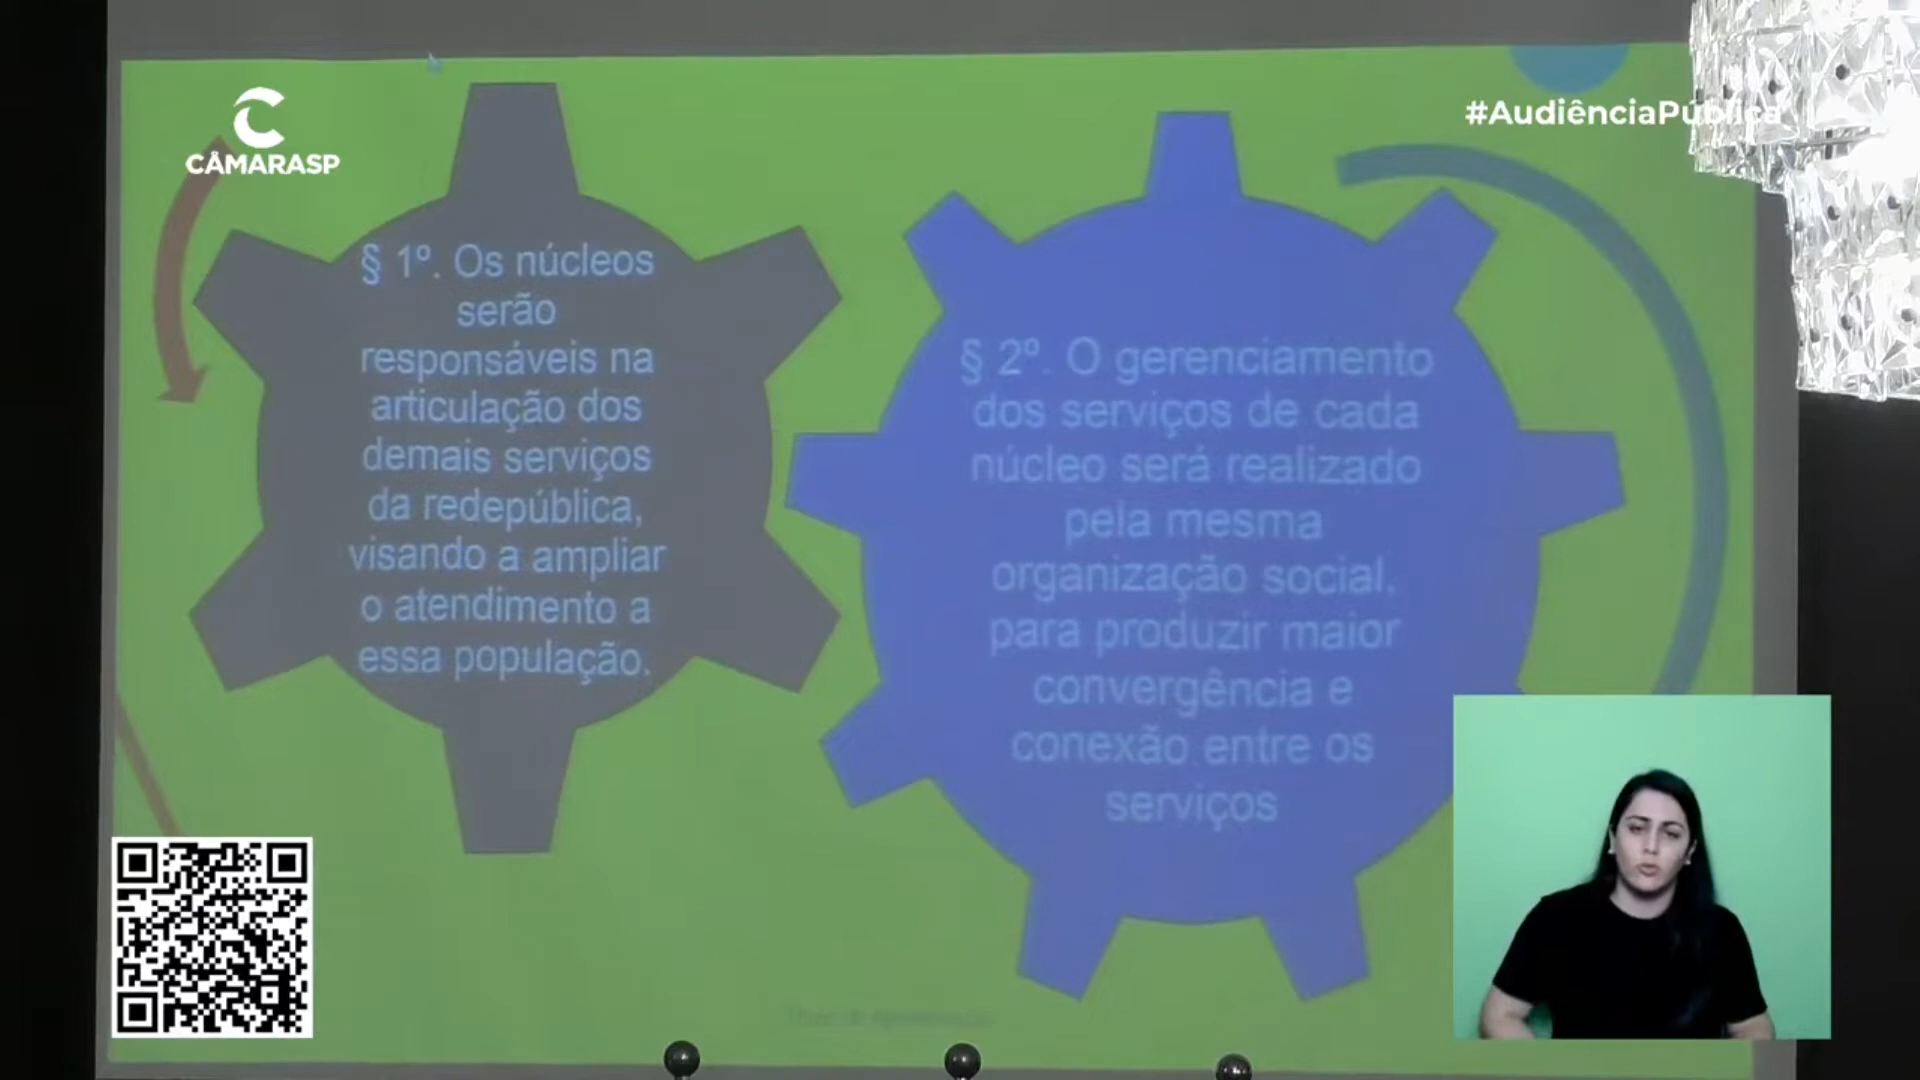 CÂMARASP
#AudiênciaPública
§ 1º. Os núcleos
serão
responsáveis na
articulação dos
demais serviços
da redepública,
visando a ampliar
o atendimento a
essa população.
§ 2º. O gerenciamento
dos serviços de cada
núcleo será realizado
pela mesma
organização social,
para produzir maior
convergência e
conexão entre os
serviços